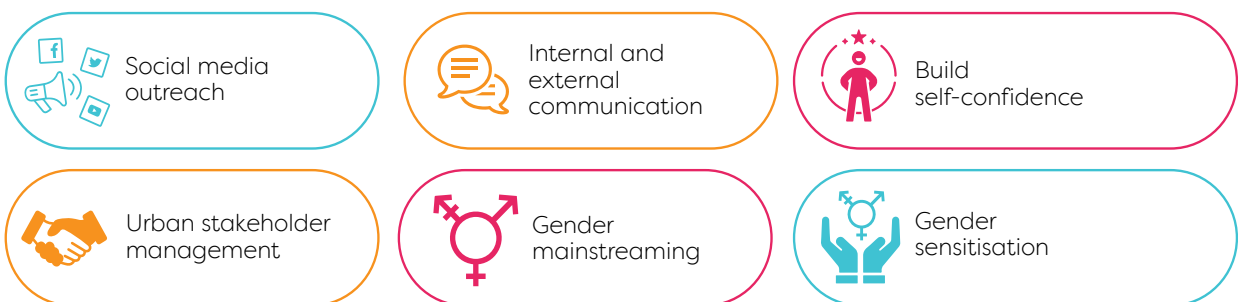 Social media
outreach
Internal and
external
communication
Build
self-confidence
Urban stakeholder
management
Gender
mainstreaming
Gender
sensitisation